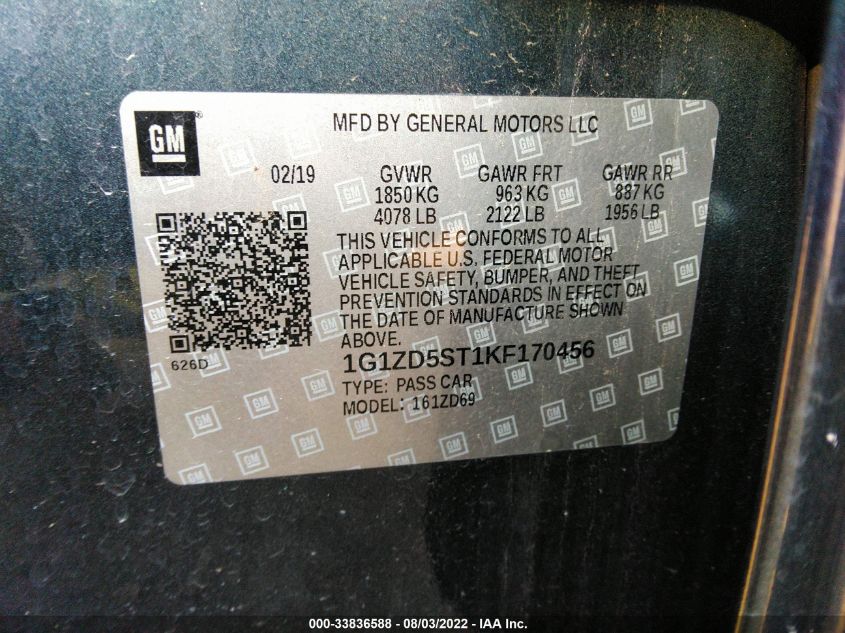 GM
MFD BY GENERAL MOTORS LLC
02/19 GVWR GAWR FRT GAWR RR
1850 KG 963 KG 887 KG
4078 LB 2122 LB 1956 LB
THIS VEHICLE CONFORMS TO ALL
APPLICABLE U.S. FEDERAL MOTOR
VEHICLE SAFETY, BUMPER, AND THEFT
PREVENTION STANDARDS IN EFFECT ON
THE DATE OF MANUFACTURE SHOWN
ABOVE.
626D 1G1ZD5ST1KF170456
TYPE: PASS CAR
MODEL: 161ZD69
000-33836588 - 08/03/2022 - IAA Inc.